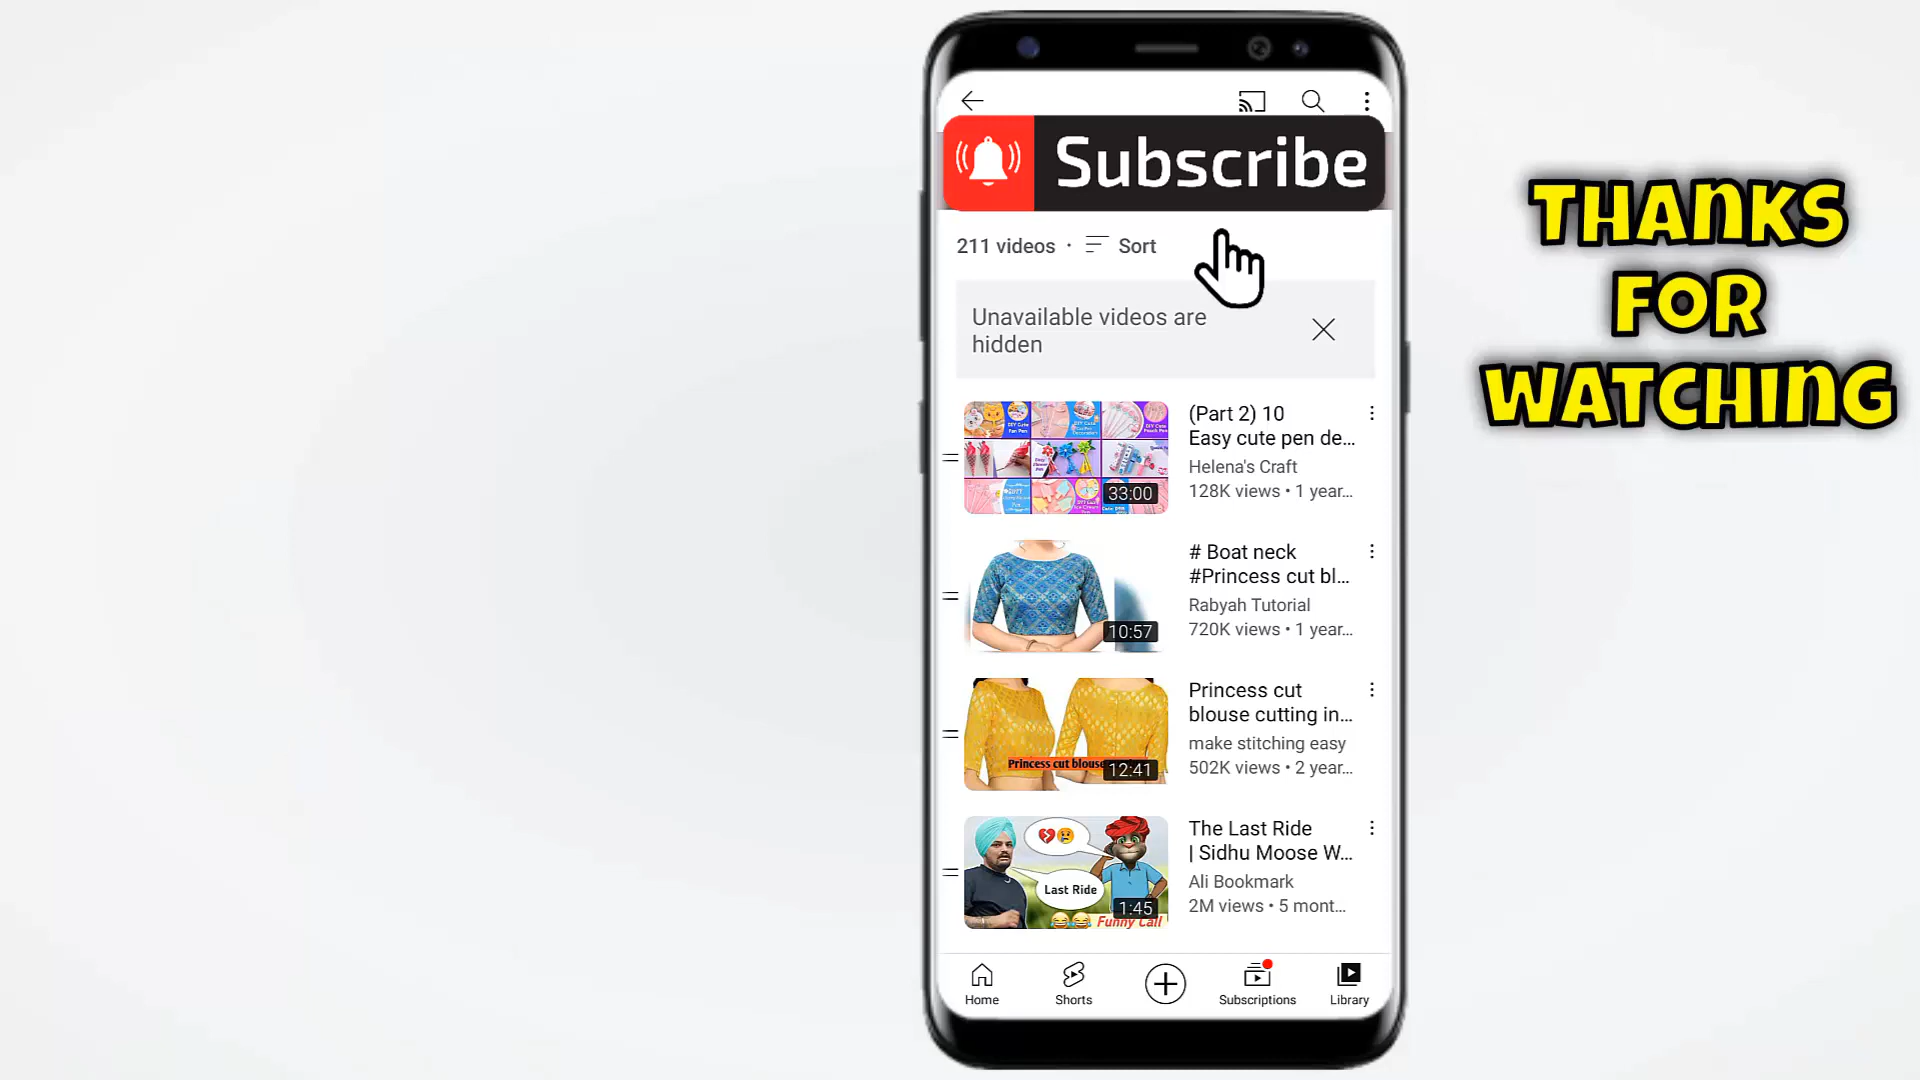 Subscribe
211 videos · Sort
Unavailable videos are
hidden
(Part 2) 10
Easy cute pen de...
Helena's Craft
128K views • 1 year...
33:00
# Boat neck
#Princess cut bl...
Rabyah Tutorial
720K views • 1 year...
10:57
Princess cut
blouse cutting in...
make stitching easy
502K views • 2 year...
Princess cut blouse
12:41
The Last Ride
| Sidhu Moose W...
Ali Bookmark
2M views • 5 mont...
Last Ride
1:45
Funny Call
Home
Shorts
Subscriptions
Library
THANKS
FOR
WATCHING